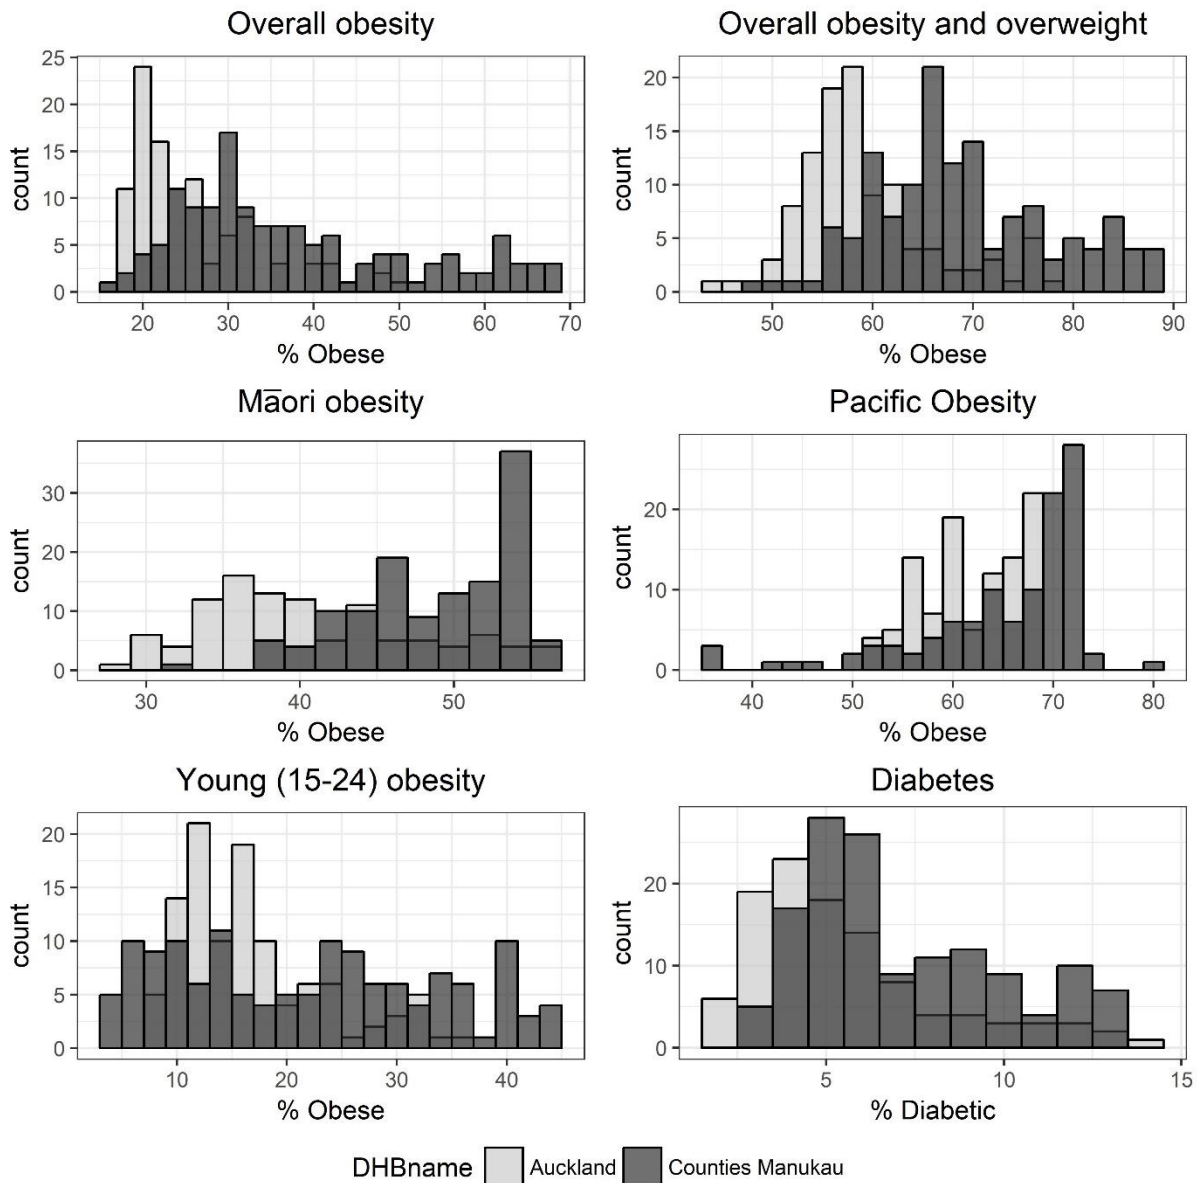 Overall obesity
25
20
15
10
5
0
count
20 30 40 50 60 70
% Obese
Overall obesity and overweight
20
15
10
5
0
count
50 60 70 80 90
% Obese
Māori obesity
30
20
10
0
count
30 40 50
% Obese
Pacific Obesity
20
10
0
count
40 50 60 70 80
% Obese
Young (15-24) obesity
20
15
10
5
0
count
10 20 30 40
% Obese
Diabetes
20
10
0
count
5 10 15
% Diabetic
DHBname Auckland Counties Manukau